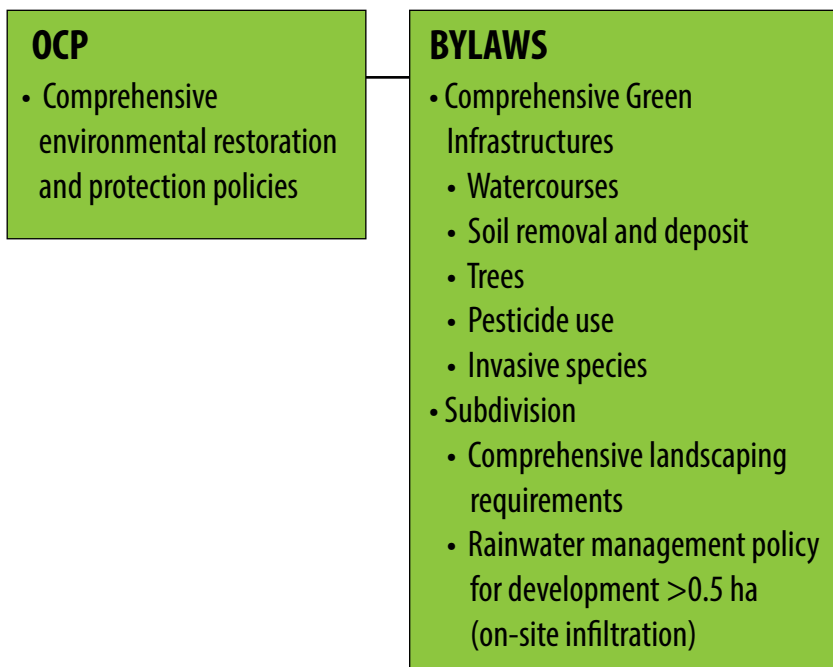 OCP
• Comprehensive
environmental restoration
and protection policies
BYLAWS
• Comprehensive Green
Infrastructures
• Watercourses
• Soil removal and deposit
• Trees
• Pesticide use
• Invasive species
• Subdivision
• Comprehensive landscaping
requirements
• Rainwater management policy
for development >0.5 ha
(on-site infiltration)